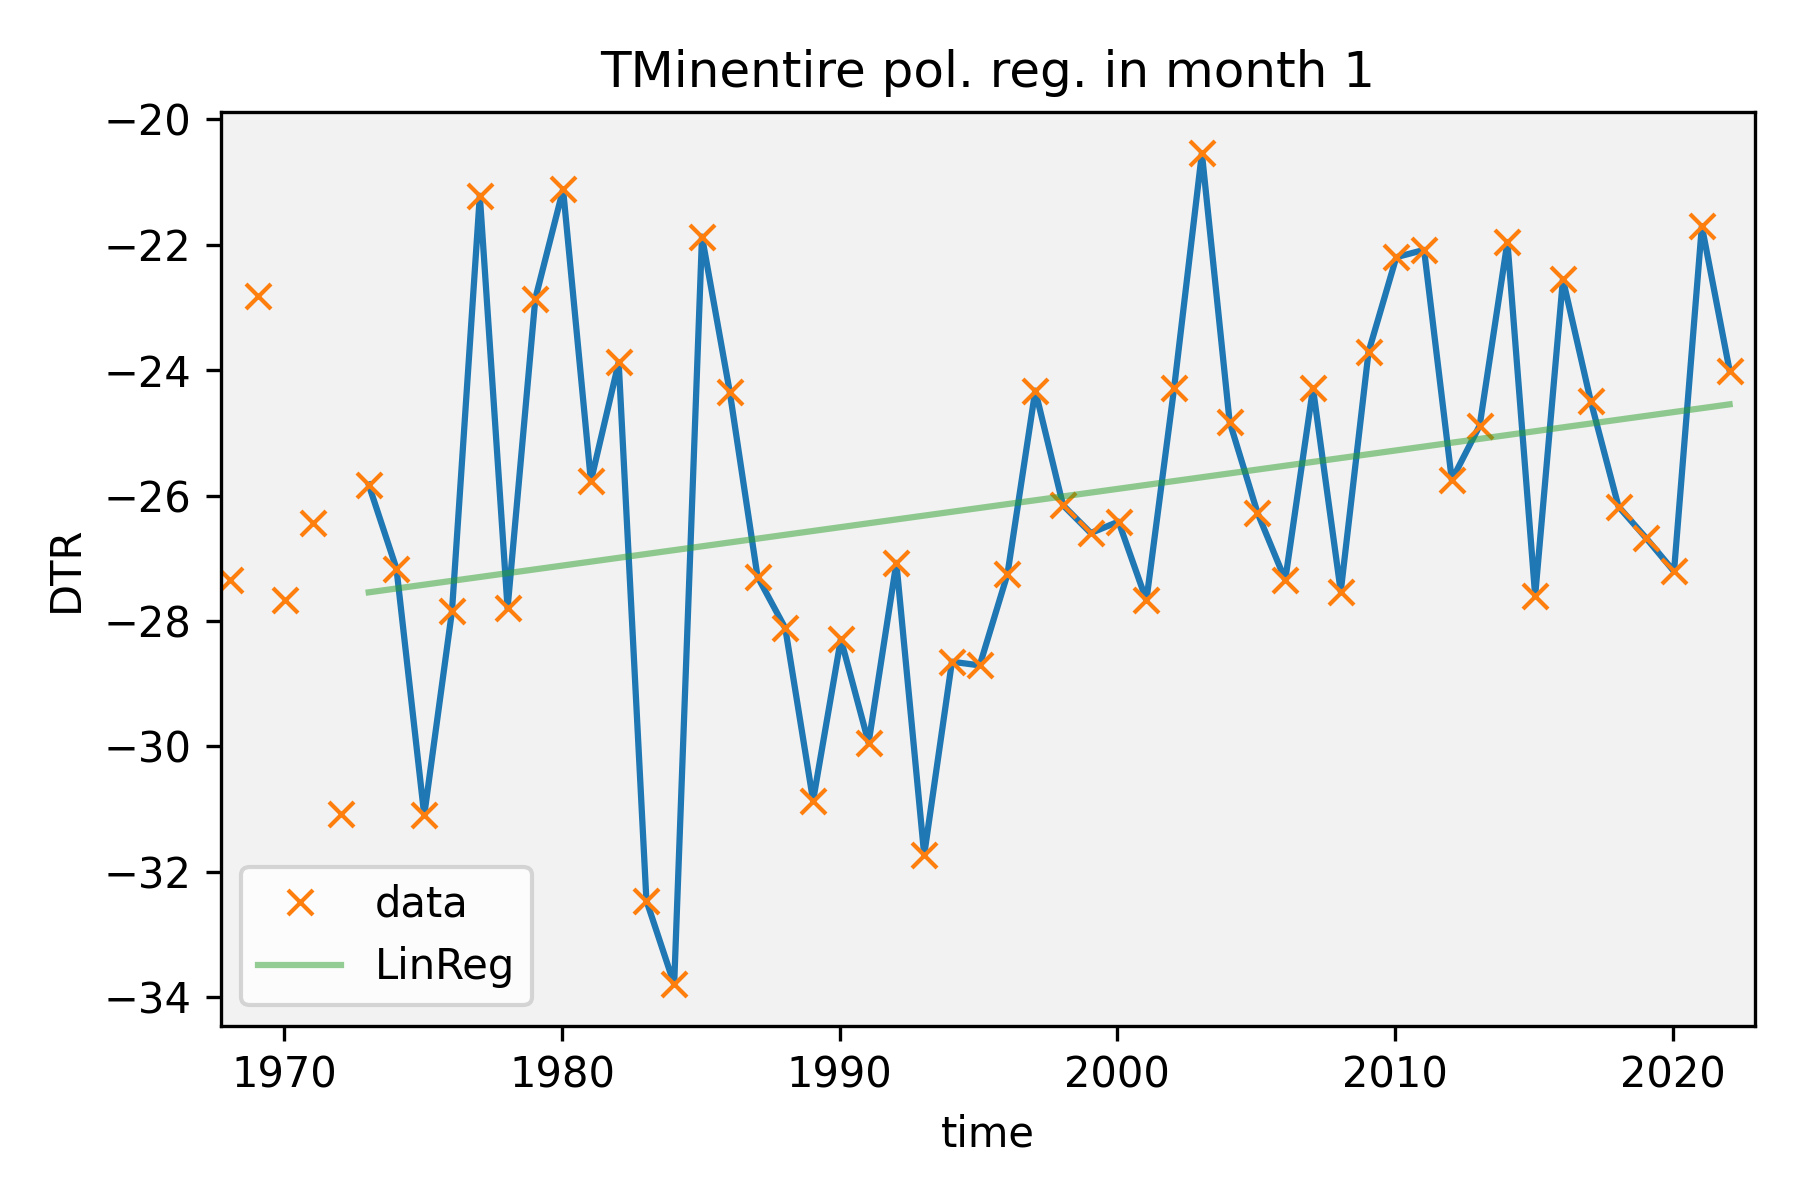 TMinentire pol. reg. in month 1
−20
−22
−24
−26
−28
−30
−32
−34
DTR
data
LinReg
1970 1980 1990 2000 2010 2020
time